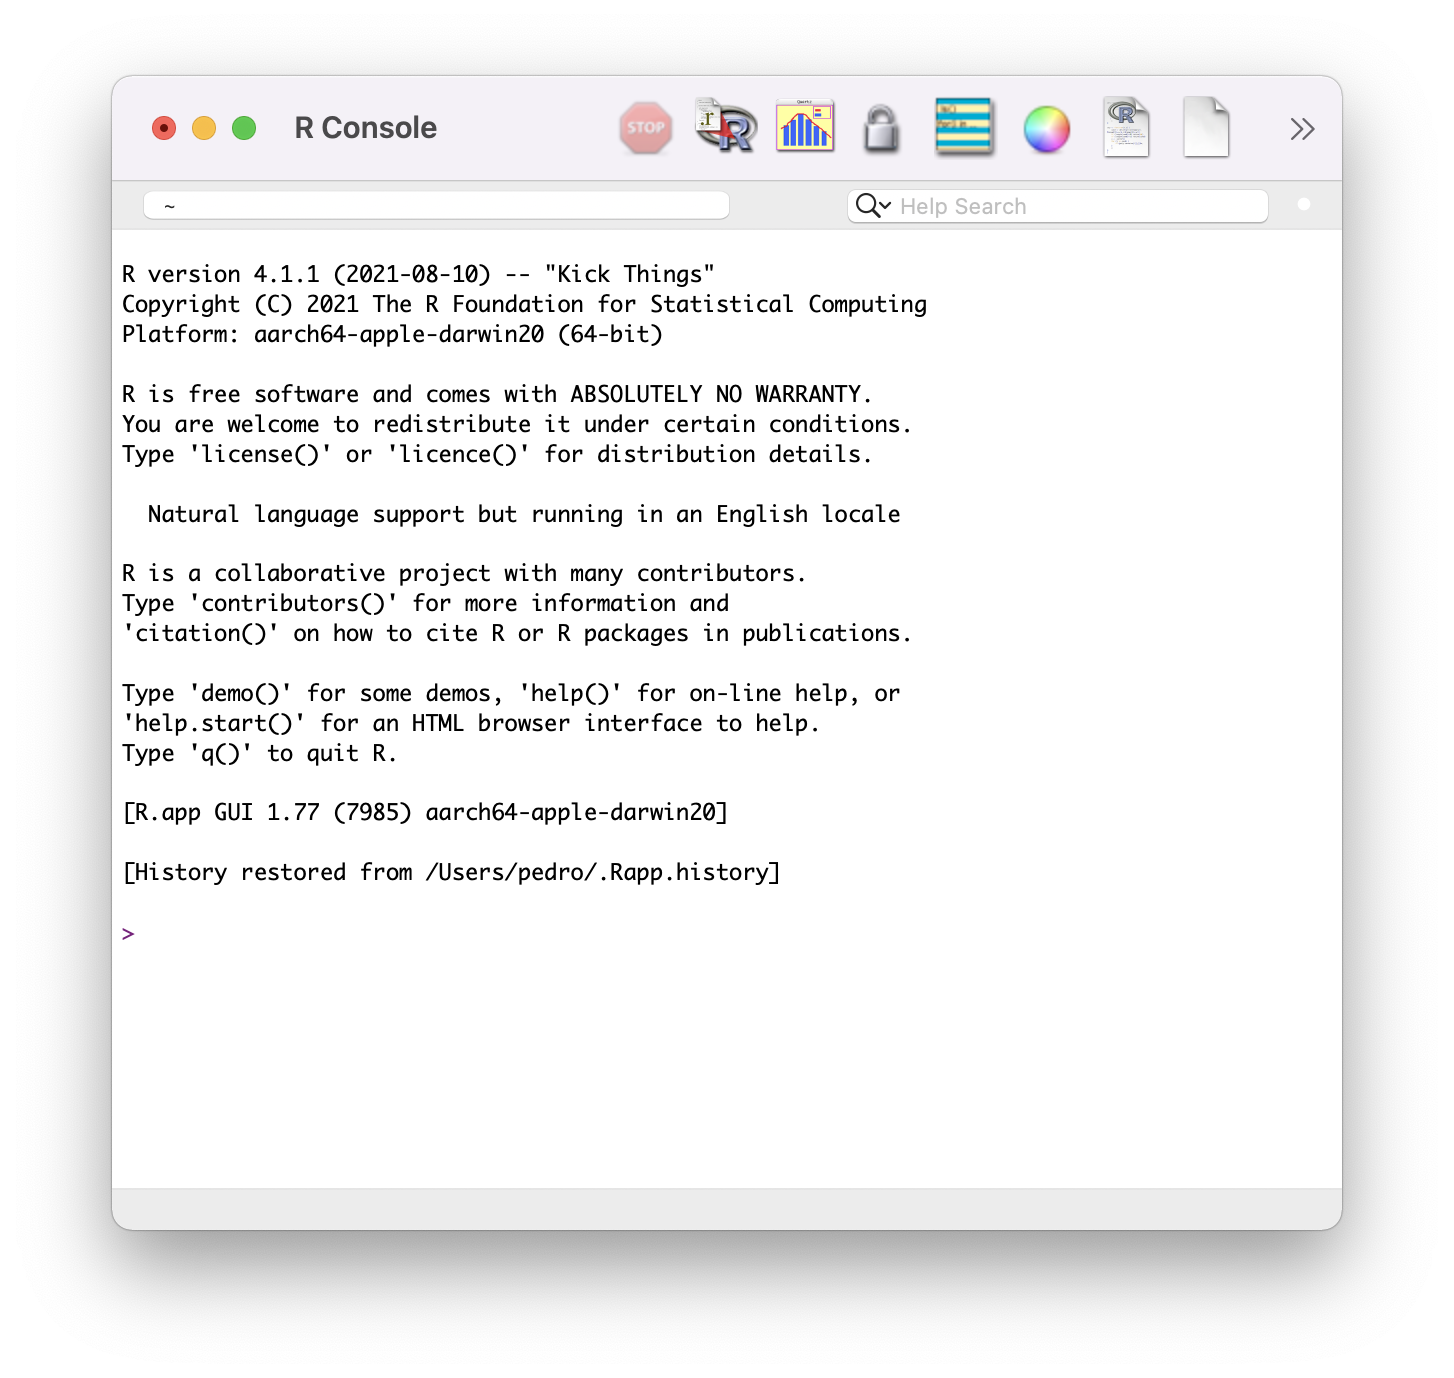 R Console
STOP
~
Help Search
R version 4.1.1 (2021-08-10) -- "Kick Things"
Copyright (C) 2021 The R Foundation for Statistical Computing
Platform: aarch64-apple-darwin20 (64-bit)
R is free software and comes with ABSOLUTELY NO WARRANTY.
You are welcome to redistribute it under certain conditions.
Type 'license()' or 'licence()' for distribution details.
Natural language support but running in an English locale
R is a collaborative project with many contributors.
Type 'contributors()' for more information and
'citation()' on how to cite R or R packages in publications.
Type 'demo()' for some demos, 'help()' for on-line help, or
'help.start()' for an HTML browser interface to help.
Type 'q()' to quit R.
[R.app GUI 1.77 (7985) aarch64-apple-darwin20]
[History restored from /Users/pedro/.Rapp.history]
>